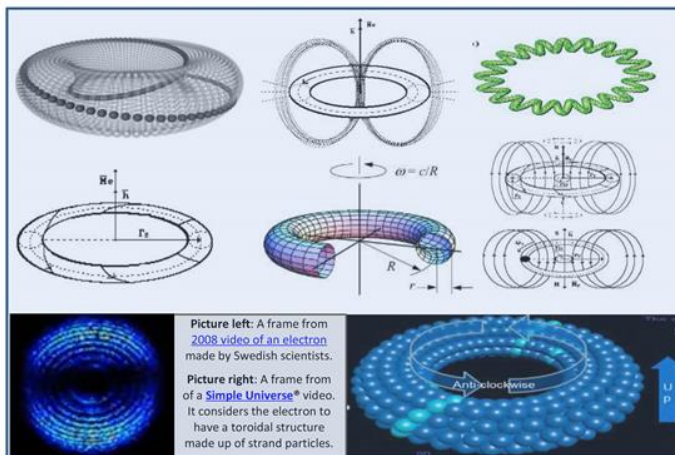 H e
h
ω = c/R
H e
h
Γ
R
r
Picture left: A frame from
2008 video of an electron
made by Swedish scientists.
Picture right: A frame from
of a Simple Universe® video.
It considers the electron to
have a toroidal structure
made up of strand particles.
Anti clockwise
U
p